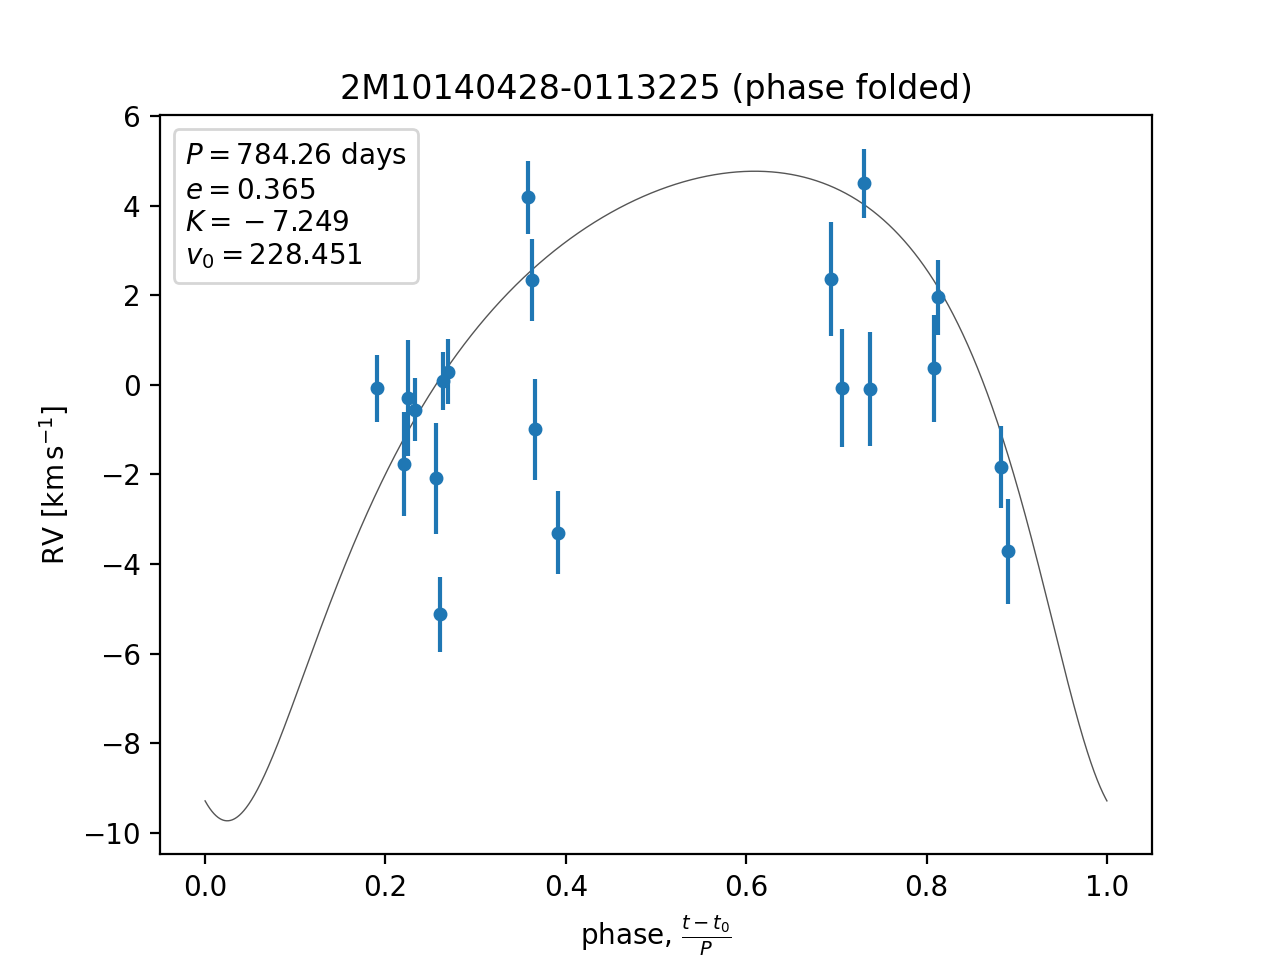 2M10140428-0113225 (phase folded)
P = 784.26 days
e = 0.365
K = −7.249
v₀ = 228.451
6
4
2
0
−2
−4
−6
−8
−10
RV [km s⁻¹]
0.0 0.2 0.4 0.6 0.8 1.0
phase, (t − t₀)/P